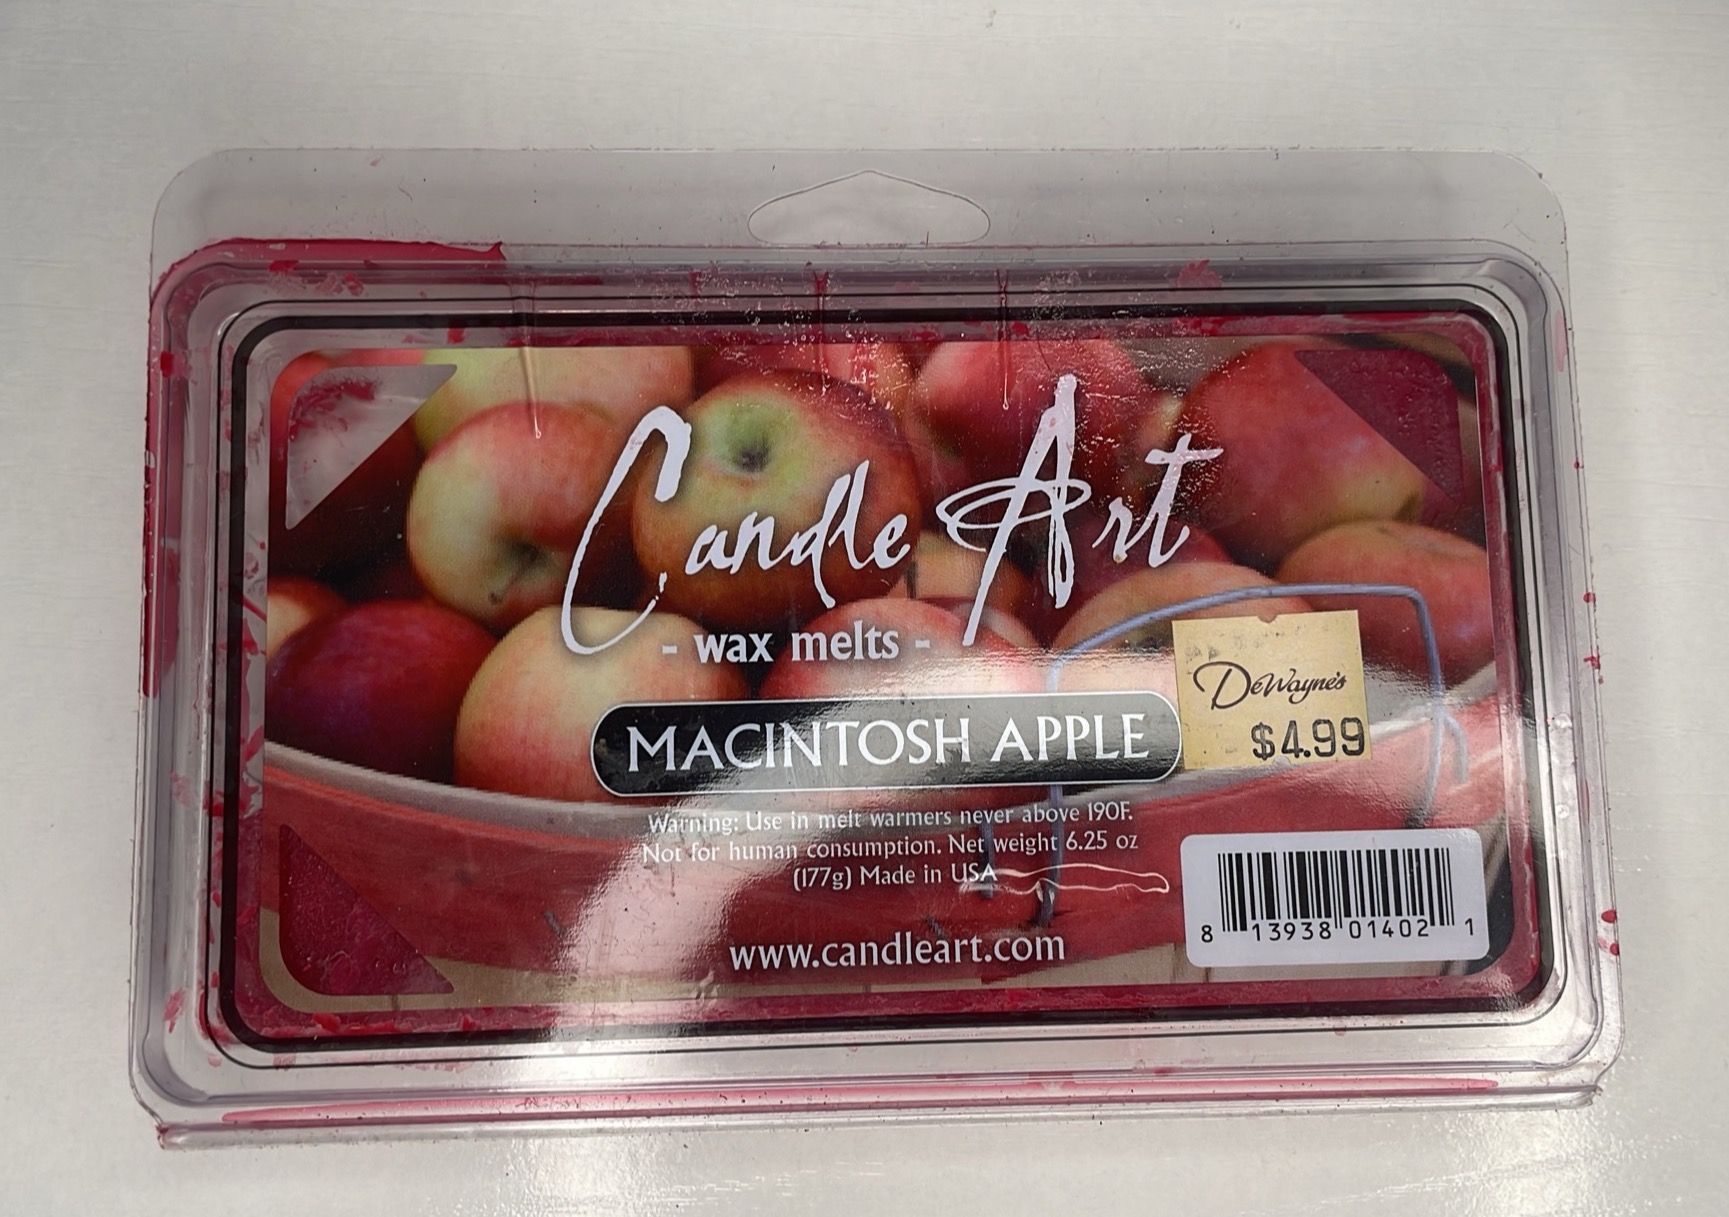 Candle Art
- wax melts -
MACINTOSH APPLE
DeWayne's
$4.99
Warning: Use in melt warmers never above 190F.
Not for human consumption. Net weight 6.25 oz
(177g) Made in USA
www.candleart.com
8 13938 01402 1